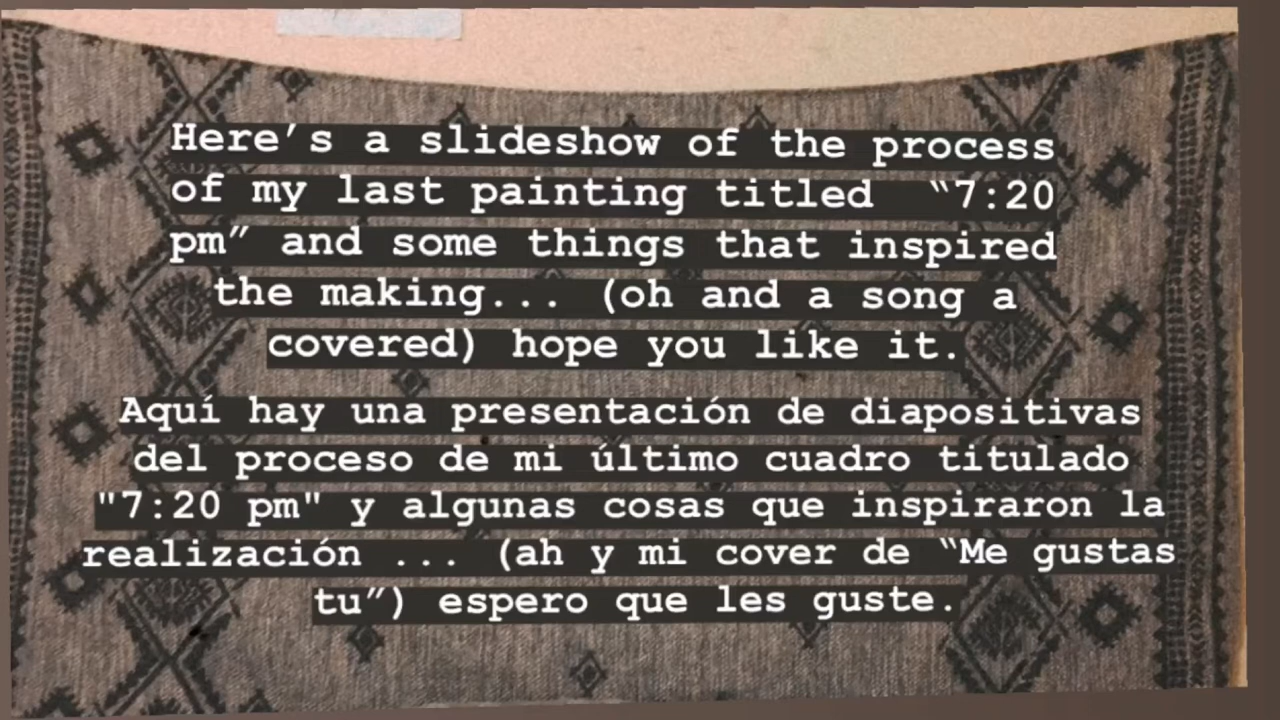 Here's a slideshow of the process
of my last painting titled “7:20
pm” and some things that inspired
the making... (oh and a song a
covered) hope you like it.
Aquí hay una presentación de diapositivas
del proceso de mi último cuadro titulado
"7:20 pm" y algunas cosas que inspiraron la
realización ... (ah y mi cover de “Me gustas
tu”) espero que les guste.